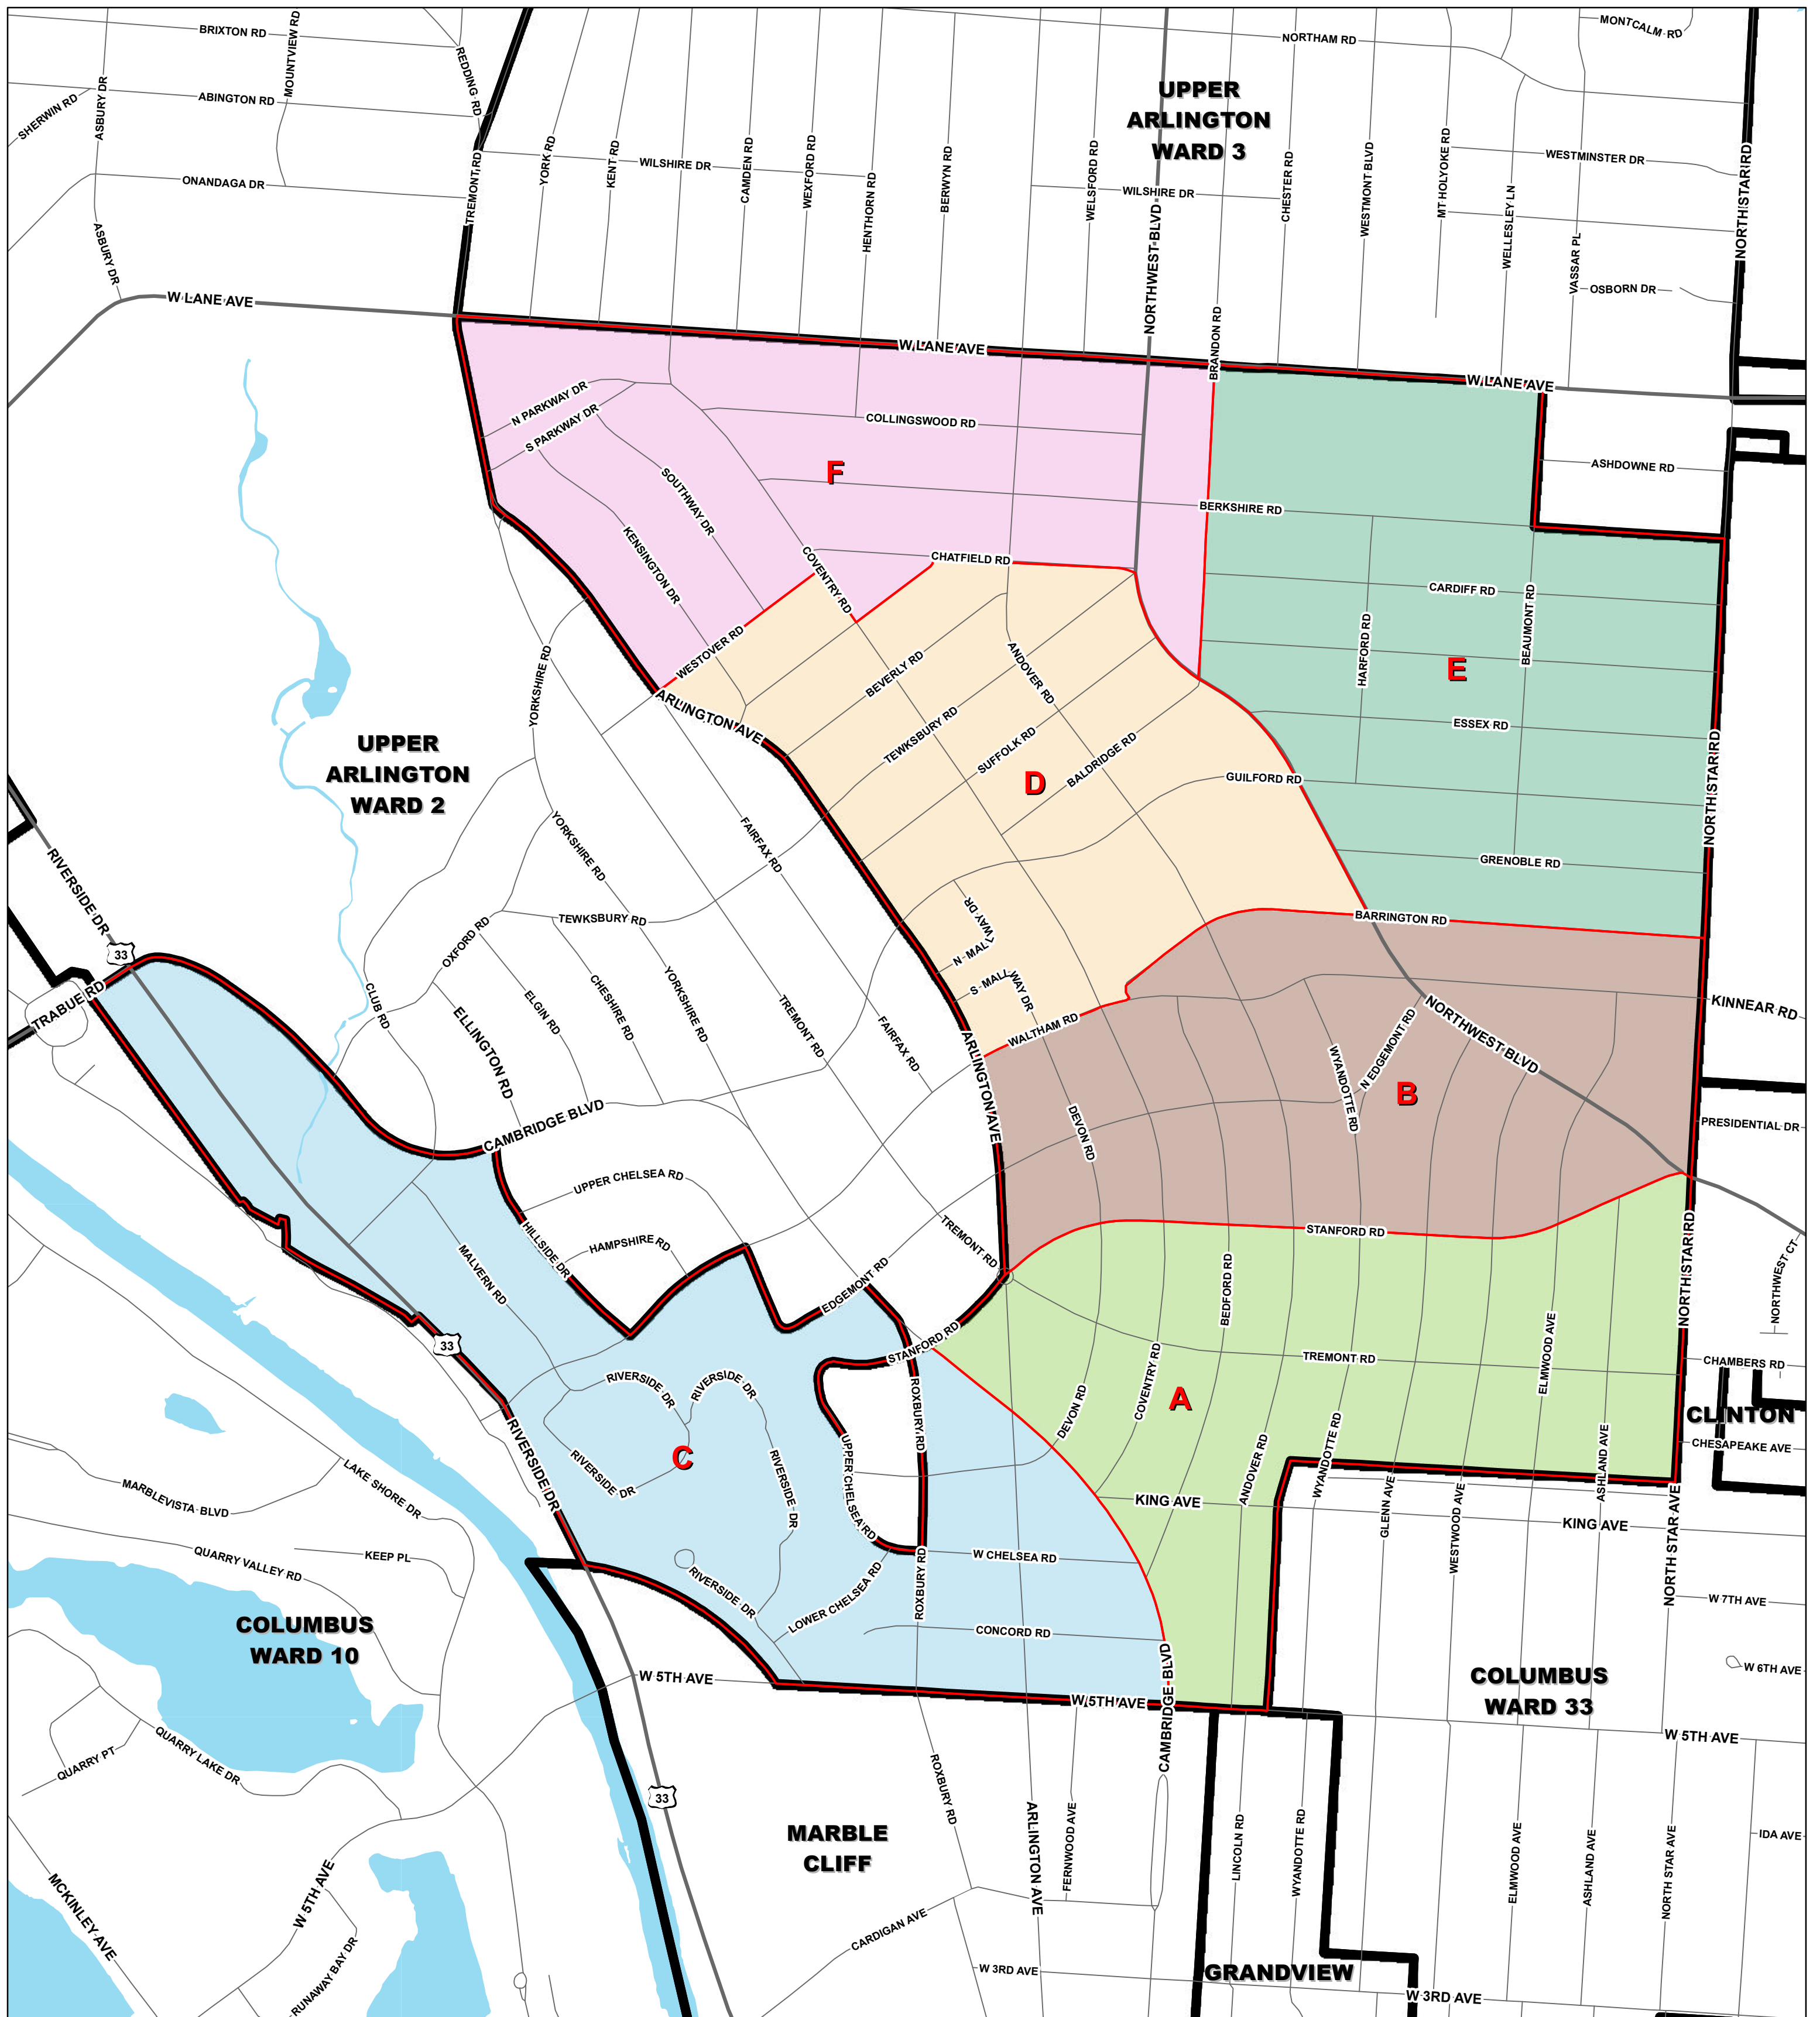 BRIXTON RD
MOUNTVIEW RD
REDDING RD
NORTHAM RD
MONTCALM RD
SHERWIN RD
ASBURY DR
ABINGTON RD
UPPER
ARLINGTON
WARD 3
ONANDAGA DR
TREMONT RD
YORK RD
KENT RD
WILSHIRE DR
CAMDEN RD
WEXFORD RD
HENTHORN RD
BERWYN RD
WELSFORD RD
WILSHIRE DR
NORTHWEST BLVD
CHESTER RD
WESTMONT BLVD
MT HOLYOKE RD
WESTMINSTER DR
WELLESLEY LN
VASSAR PL
OSBORN DR
NORTH STAR RD
ASBURY DR
W LANE AVE
W LANE AVE
BRANDON RD
W LANE AVE
N PARKWAY DR
S PARKWAY DR
COLLINGSWOOD RD
F
ASHDOWNE RD
SOUTHWAY DR
BERKSHIRE RD
KENSINGTON DR
COVENTRY RD
CHATFIELD RD
CARDIFF RD
HARFORD RD
BEAUMONT RD
E
WESTOVER RD
YORKSHIRE RD
ARLINGTON AVE
BEVERLY RD
ANDOVER RD
ESSEX RD
TEWKSBURY RD
SUFFOLK RD
BALDRIDGE RD
D
GUILFORD RD
NORTH STAR RD
UPPER
ARLINGTON
WARD 2
RIVERSIDE DR
33
YORKSHIRE RD
FAIRFAX RD
GRENOBLE RD
BARRINGTON RD
TEWKSBURY RD
OXFORD RD
N MALLWAY DR
S MALLWAY DR
TRABUE RD
CLUB RD
ELLINGTON RD
ELGIN RD
CHESHIRE RD
YORKSHIRE RD
TREMONT RD
FAIRFAX RD
ARLINGTON AVE
WALTHAM RD
KINNEAR RD
NORTHWEST BLVD
WYANDOTTE RD
N EDGEMONT RD
B
DEVON RD
PRESIDENTIAL DR
CAMBRIDGE BLVD
UPPER CHELSEA RD
HAMPSHIRE RD
HILLSIDE DR
MALVERN RD
TREMONT RD
EDGEMONT RD
STANFORD RD
STANFORD RD
NORTH STAR RD
NORTHWEST CT
BEDFORD RD
33
TREMONT RD
ELMWOOD AVE
CHAMBERS RD
RIVERSIDE DR
RIVERSIDE DR
RIVERSIDE DR
ROXBURY RD
DEVON RD
COVENTRY RD
A
CLINTON
CHESAPEAKE AVE
C
RIVERSIDE DR
RIVERSIDE DR
RIVERSIDE DR
UPPER CHELSEA RD
ANDOVER RD
WYANDOTTE RD
ASHLAND AVE
MARBLEVISTA BLVD
LAKE SHORE DR
KING AVE
GLENN AVE
WESTWOOD AVE
KING AVE
NORTH STAR AVE
QUARRY VALLEY RD
KEEP PL
W CHELSEA RD
ROXBURY RD
LOWER CHELSEA RD
CONCORD RD
W 7TH AVE
COLUMBUS
WARD 10
W 5TH AVE
W 5TH AVE
CAMBRIDGE BLVD
COLUMBUS
WARD 33
W 6TH AVE
W 5TH AVE
QUARRY PT
QUARRY LAKE DR
33
ROXBURY RD
ARLINGTON AVE
FERNWOOD AVE
LINCOLN RD
WYANDOTTE RD
ELMWOOD AVE
ASHLAND AVE
NORTH STAR AVE
IDA AVE
MARBLE
CLIFF
MCKINLEY AVE
W 5TH AVE
RUNAWAY BAY DR
CARDIGAN AVE
W 3RD AVE
GRANDVIEW
W 3RD AVE